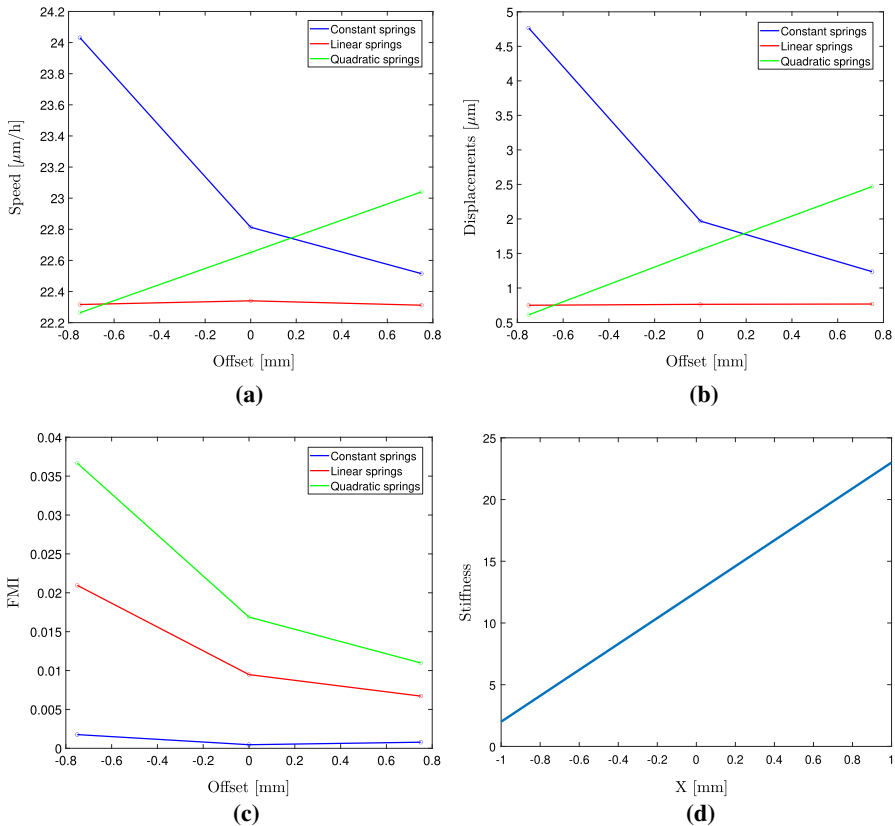 24.2
24
23.8
23.6
23.4
23.2
23
22.8
22.6
22.4
22.2
22
Speed [μm/h]
-0.8 -0.6 -0.4 -0.2 0 0.2 0.4 0.6 0.8
Offset [mm]
Constant springs
Linear springs
Quadratic springs
(a)
5
4.5
4
3.5
3
2.5
2
1.5
1
0.5
Displacements [μm]
-0.8 -0.6 -0.4 -0.2 0 0.2 0.4 0.6 0.8
Offset [mm]
Constant springs
Linear springs
Quadratic springs
(b)
0.04
0.035
0.03
0.025
0.02
0.015
0.01
0.005
0
FMI
-0.8 -0.6 -0.4 -0.2 0 0.2 0.4 0.6 0.8
Offset [mm]
Constant springs
Linear springs
Quadratic springs
(c)
25
20
15
10
5
0
Stiffness
-1 -0.8 -0.6 -0.4 -0.2 0 0.2 0.4 0.6 0.8 1
X [mm]
(d)